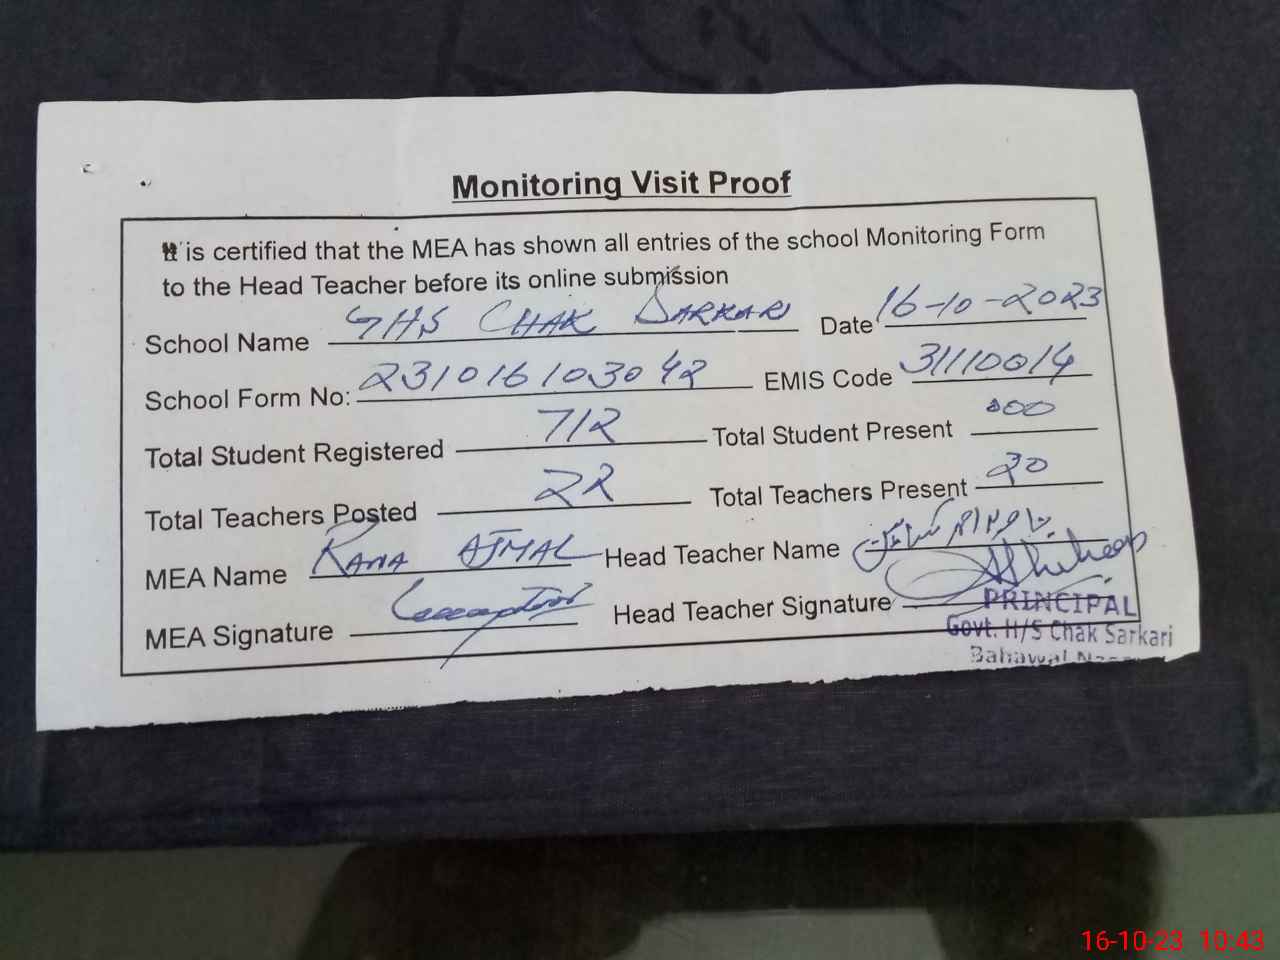 Monitoring Visit Proof
It is certified that the MEA has shown all entries of the school Monitoring Form
to the Head Teacher before its online submission
School Name GHS CHAK SARKARI Date 16-10-2023
School Form No: 231016103042 EMIS Code 31110014
Total Student Registered 712 Total Student Present 000
Total Teachers Posted 22 Total Teachers Present 20
MEA Name RANA AJMAL Head Teacher Name
MEA Signature Head Teacher Signature
PRINCIPAL
Govt. H/S Chak Sarkari
Bahawal
16-10-23 10:43